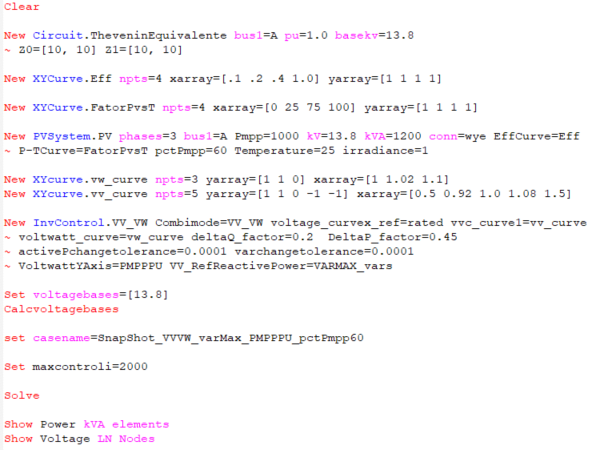 Clear
New Circuit.TheveninEquivalente bus1=A pu=1.0 basekv=13.8
~ Z0=[10, 10] Z1=[10, 10]
New XYCurve.Eff npts=4 xarray=[.1 .2 .4 1.0] yarray=[1 1 1 1]
New XYCurve.FatorPvsT npts=4 xarray=[0 25 75 100] yarray=[1 1 1 1]
New PVSystem.PV phases=3 bus1=A Pmpp=1000 kV=13.8 kVA=1200 conn=wye EffCurve=Eff
~ P-TCurve=FatorPvsT pctPmpp=60 Temperature=25 irradiance=1
New XYcurve.vw_curve npts=3 yarray=[1 1 0] xarray=[1 1.02 1.1]
New XYcurve.vv_curve npts=5 yarray=[1 1 0 -1 -1] xarray=[0.5 0.92 1.0 1.08 1.5]
New InvControl.VV_VW Combimode=VV_VW voltage_curvex_ref=rated vvc_curve1=vv_curve
~ voltwatt_curve=vw_curve deltaQ_factor=0.2 DeltaP_factor=0.45
~ activePchangetolerance=0.0001 varchangetolerance=0.0001
~ VoltwattYAxis=PMPPPU VV_RefReactivePower=VARMAX_vars
Set voltagebases=[13.8]
Calcvoltagebases
set casename=SnapShot_VVVW_varMax_PMPPPU_pctPmpp60
Set maxcontroli=2000
Solve
Show Power kVA elements
Show Voltage LN Nodes